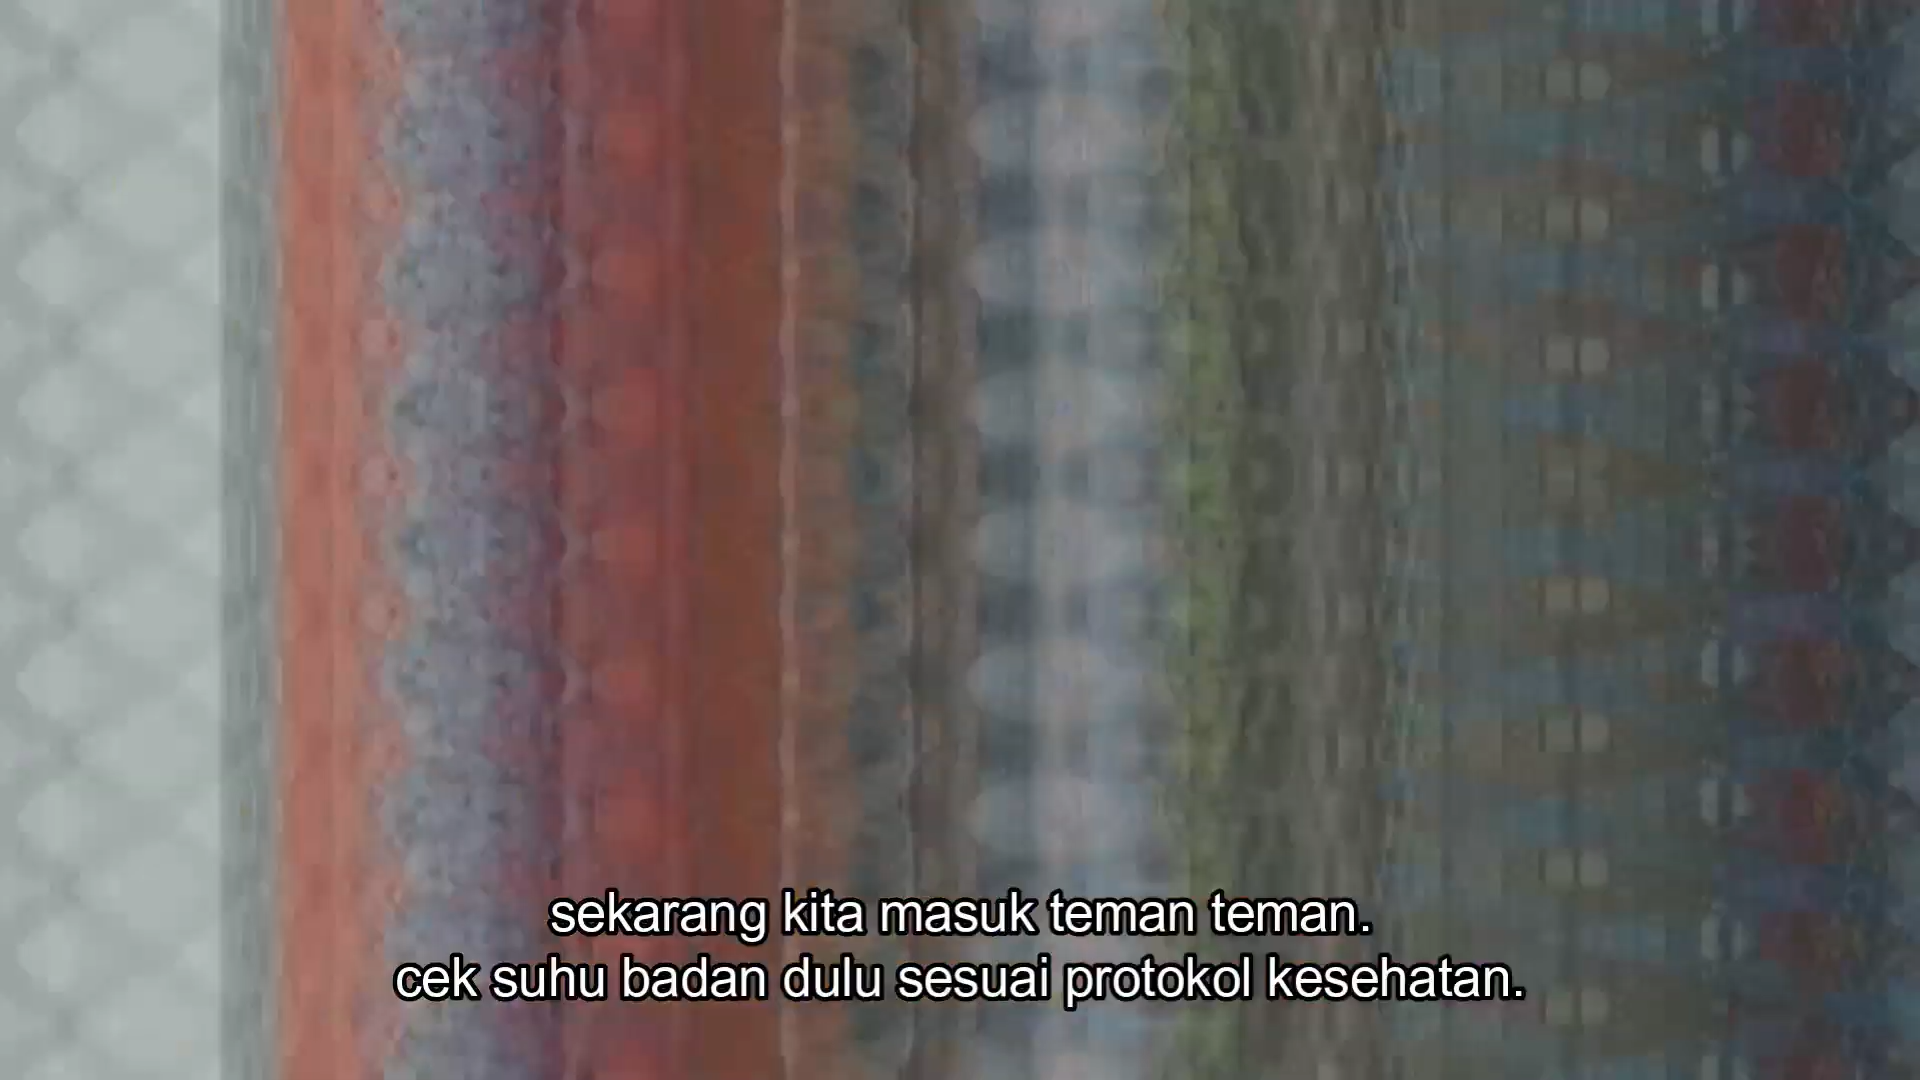 sekarang kita masuk teman teman.
cek suhu badan dulu sesuai protokol kesehatan.